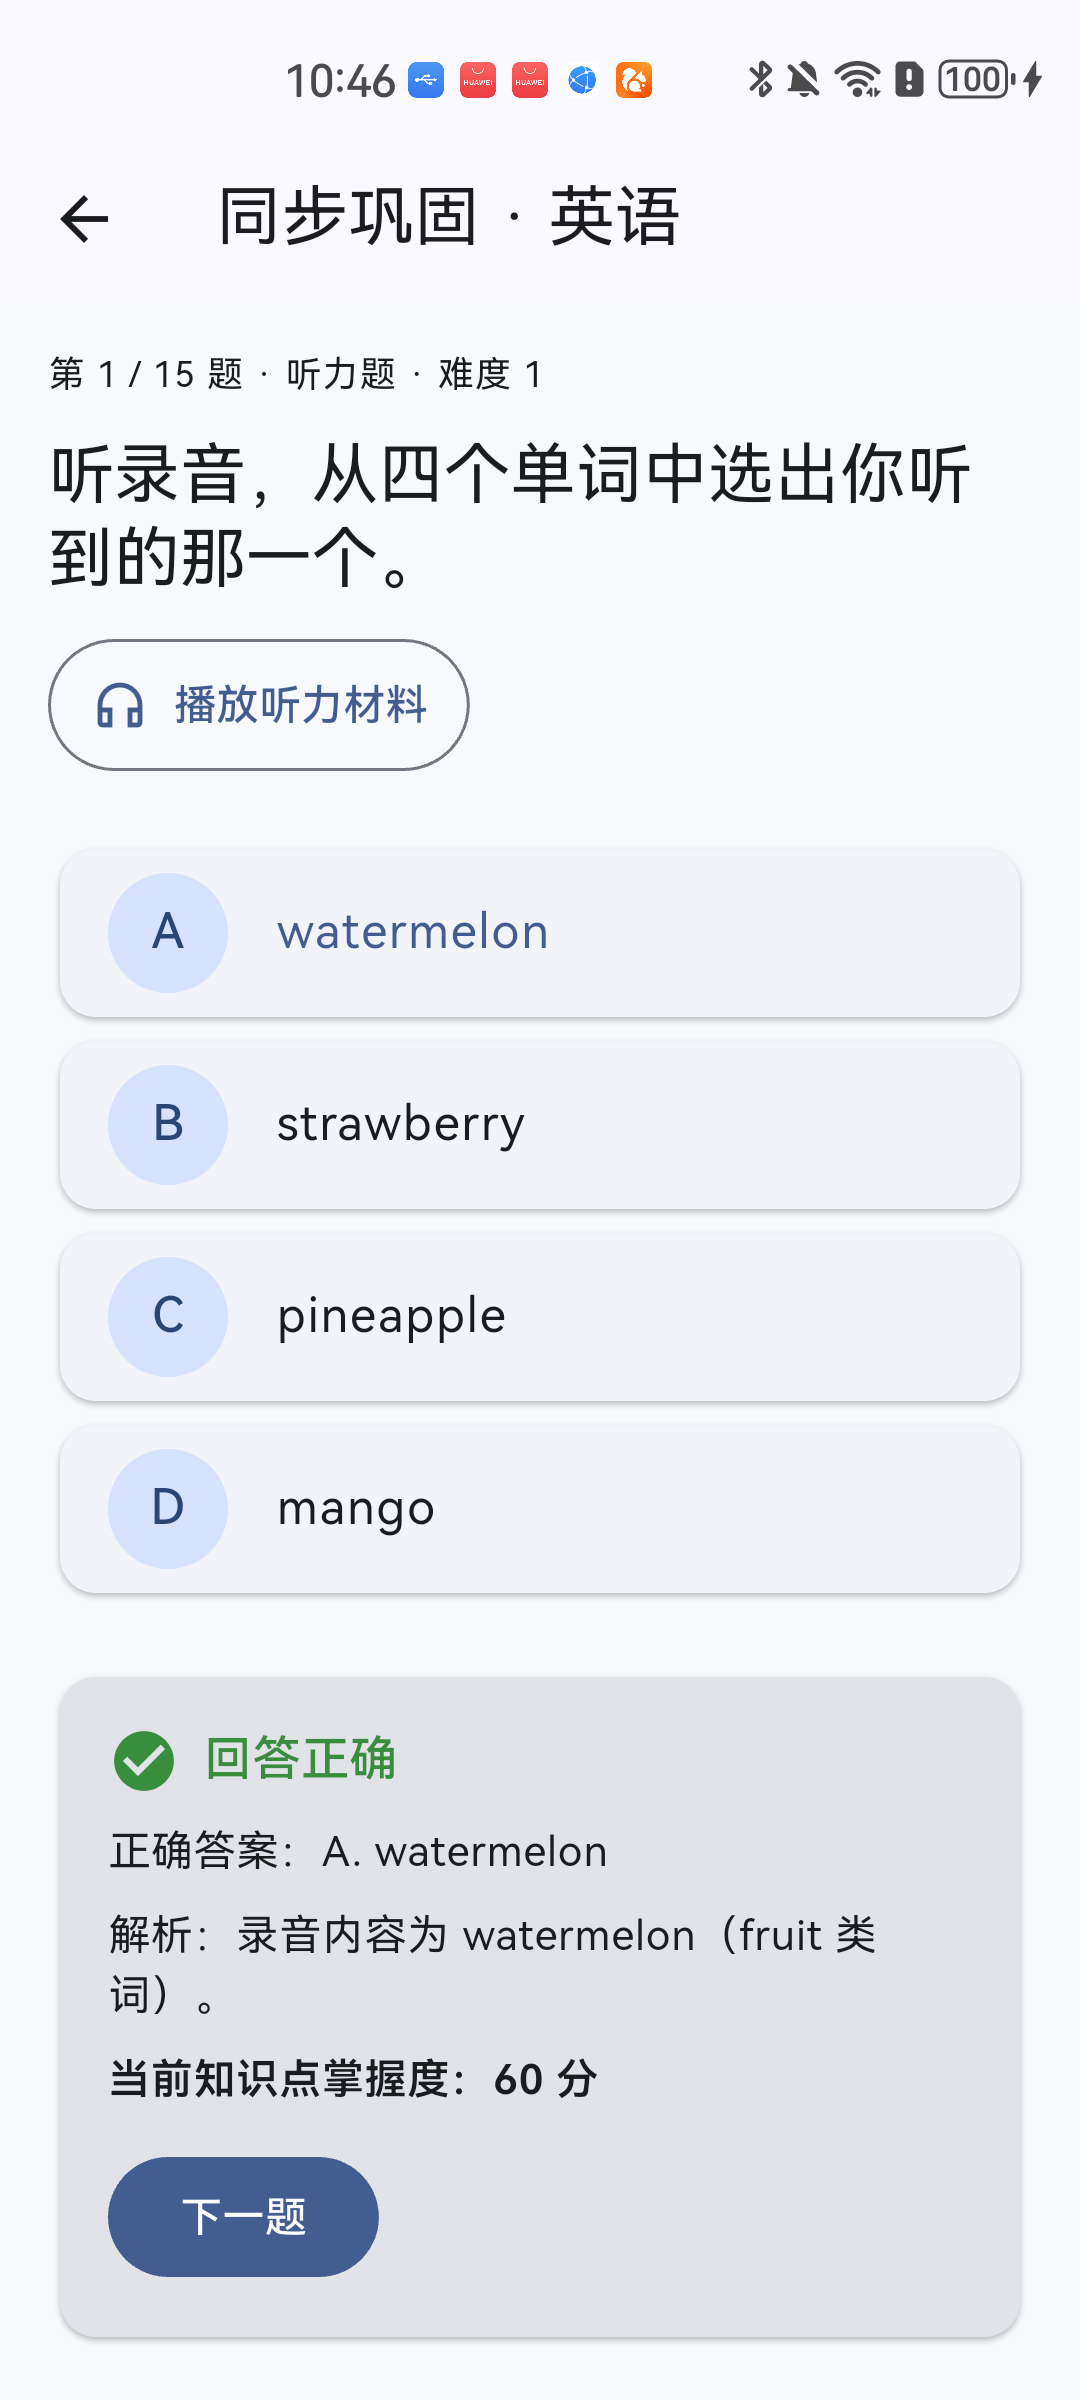 10:46
HUAWEI
HUAWEI
100
同步巩固 · 英语
第 1 / 15 题 · 听力题 · 难度 1
听录音，从四个单词中选出你听
到的那一个。
播放听力材料
A watermelon
B strawberry
C pineapple
D mango
回答正确
正确答案：A. watermelon
解析：录音内容为 watermelon（fruit 类
词）。
当前知识点掌握度：60 分
下一题